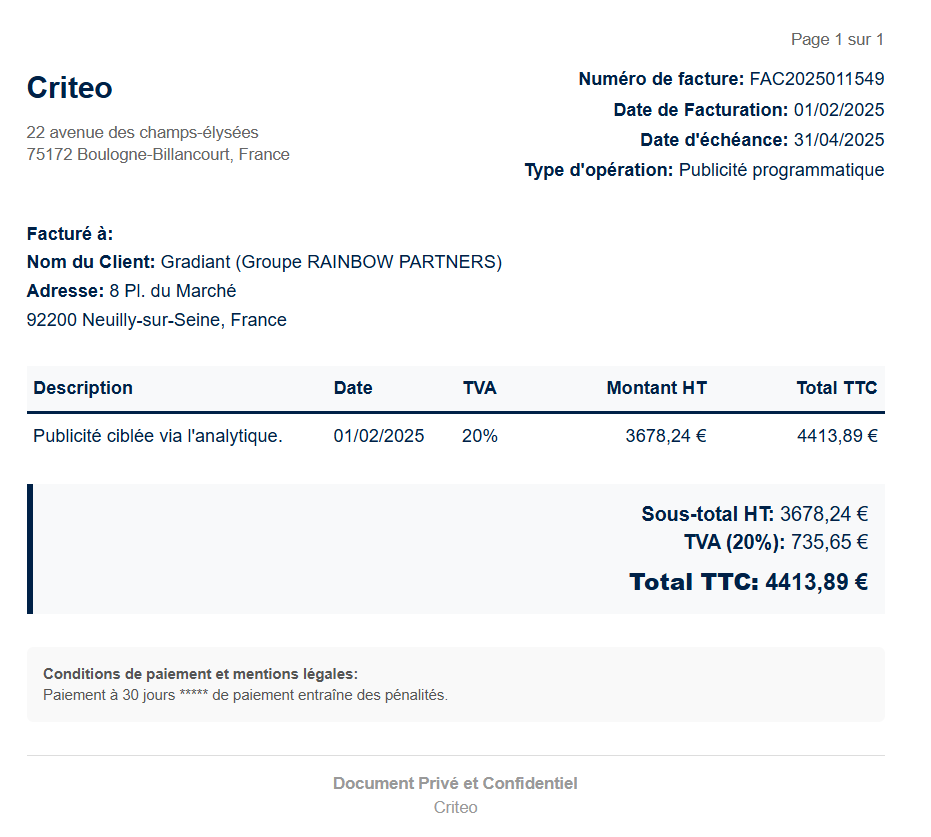 Page 1 sur 1
Criteo
22 avenue des champs-élysées
75172 Boulogne-Billancourt, France
Numéro de facture: FAC2025011549
Date de Facturation: 01/02/2025
Date d'échéance: 31/04/2025
Type d'opération: Publicité programmatique
Facturé à:
Nom du Client: Gradiant (Groupe RAINBOW PARTNERS)
Adresse: 8 Pl. du Marché
92200 Neuilly-sur-Seine, France
Description Date TVA Montant HT Total TTC
Publicité ciblée via l'analytique. 01/02/2025 20% 3678,24 € 4413,89 €
Sous-total HT: 3678,24 €
TVA (20%): 735,65 €
Total TTC: 4413,89 €
Conditions de paiement et mentions légales:
Paiement à 30 jours ***** de paiement entraîne des pénalités.
Document Privé et Confidentiel
Criteo